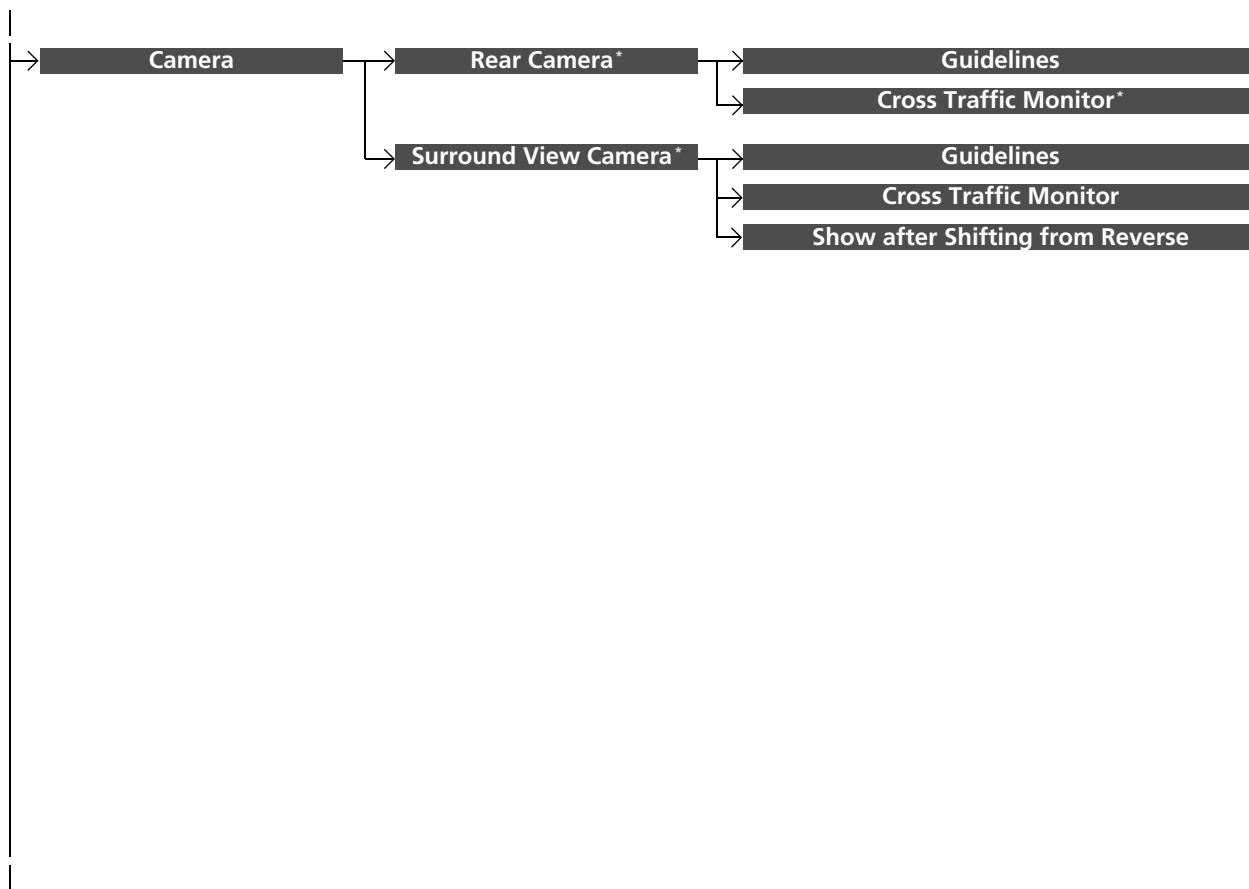 Camera
Rear Camera*
Guidelines
Cross Traffic Monitor*
Surround View Camera*
Guidelines
Cross Traffic Monitor
Show after Shifting from Reverse